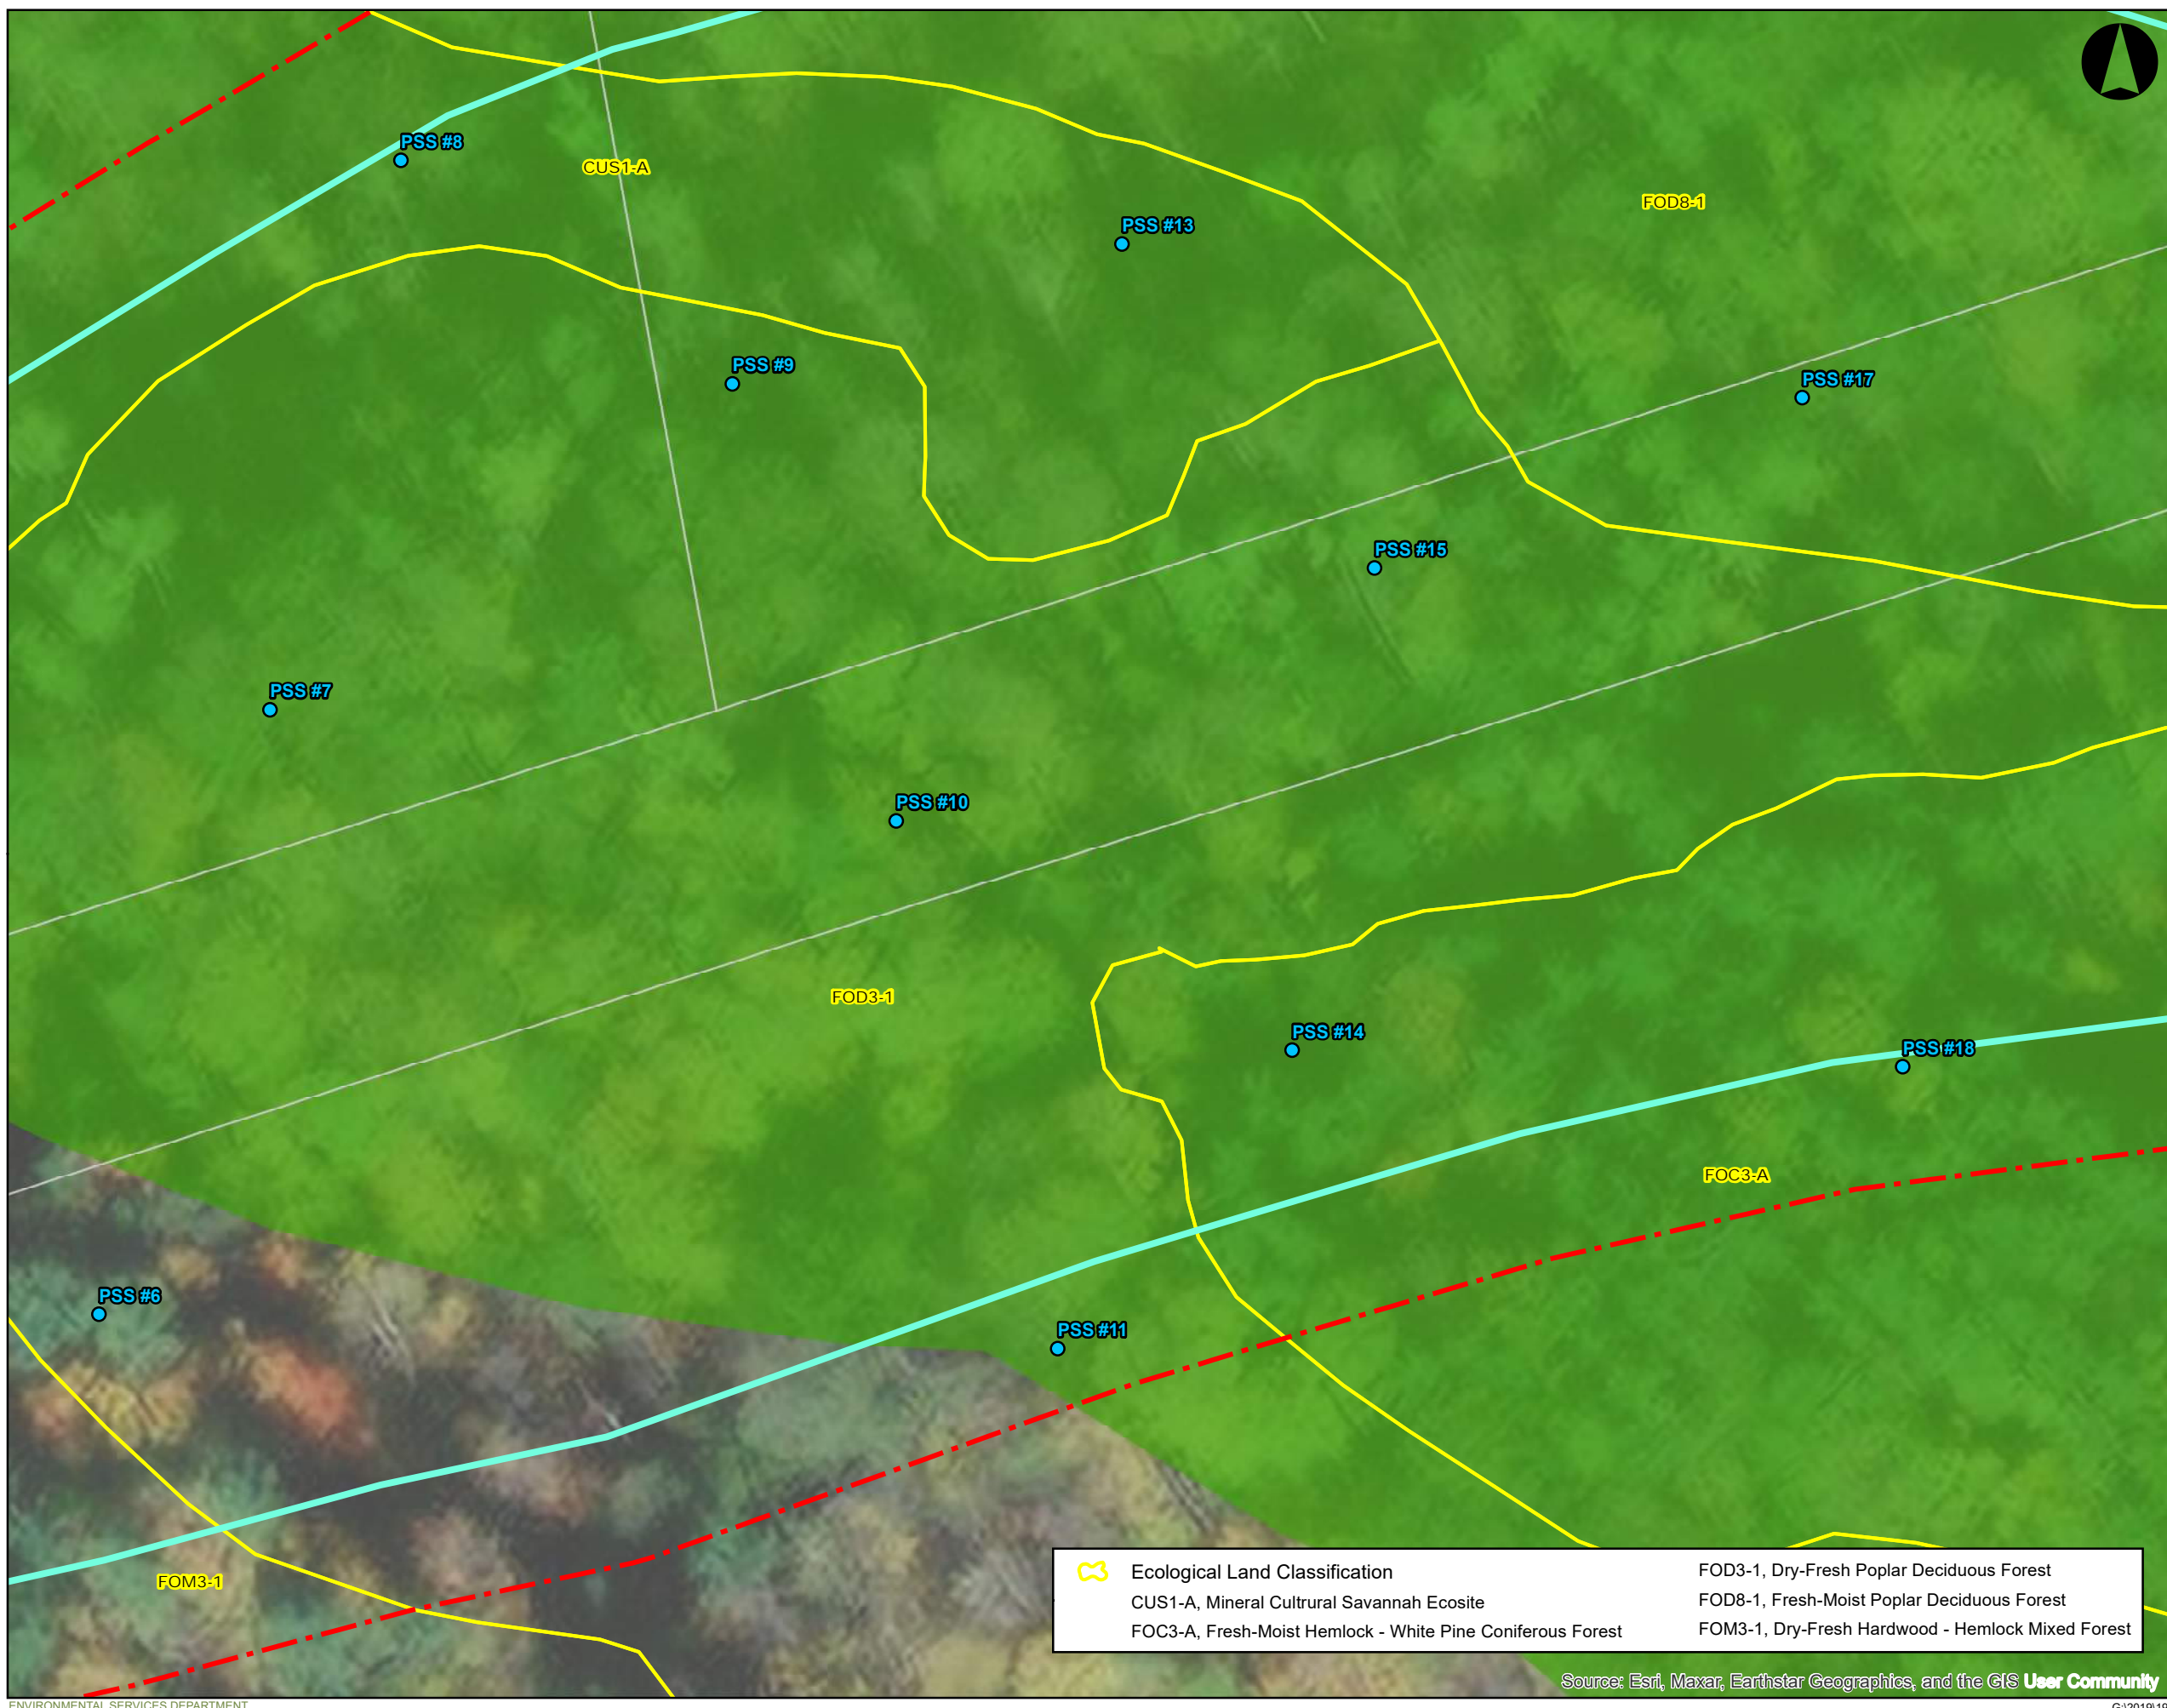 PSS #8
CUS1-A
FOD8-1
PSS #13
PSS #9
PSS #17
PSS #15
PSS #7
PSS #10
FOD3-1
PSS #14
PSS #18
FOC3-A
PSS #6
PSS #11
FOM3-1
Ecological Land Classification
CUS1-A, Mineral Cultrural Savannah Ecosite
FOC3-A, Fresh-Moist Hemlock - White Pine Coniferous Forest
FOD3-1, Dry-Fresh Poplar Deciduous Forest
FOD8-1, Fresh-Moist Poplar Deciduous Forest
FOM3-1, Dry-Fresh Hardwood - Hemlock Mixed Forest
Source: Esri, Maxar, Earthstar Geographics, and the GIS User Community
ENVIRONMENTAL SERVICES DEPARTMENT